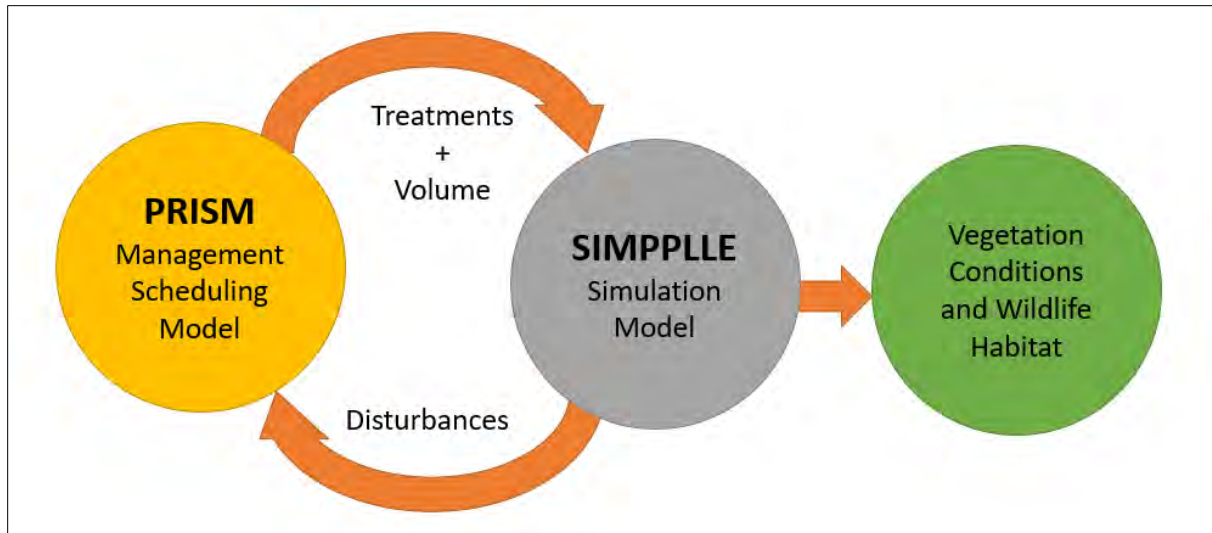 Treatments
+
Volume
PRISM
Management
Scheduling
Model
SIMPPLLE
Simulation
Model
Vegetation
Conditions
and Wildlife
Habitat
Disturbances